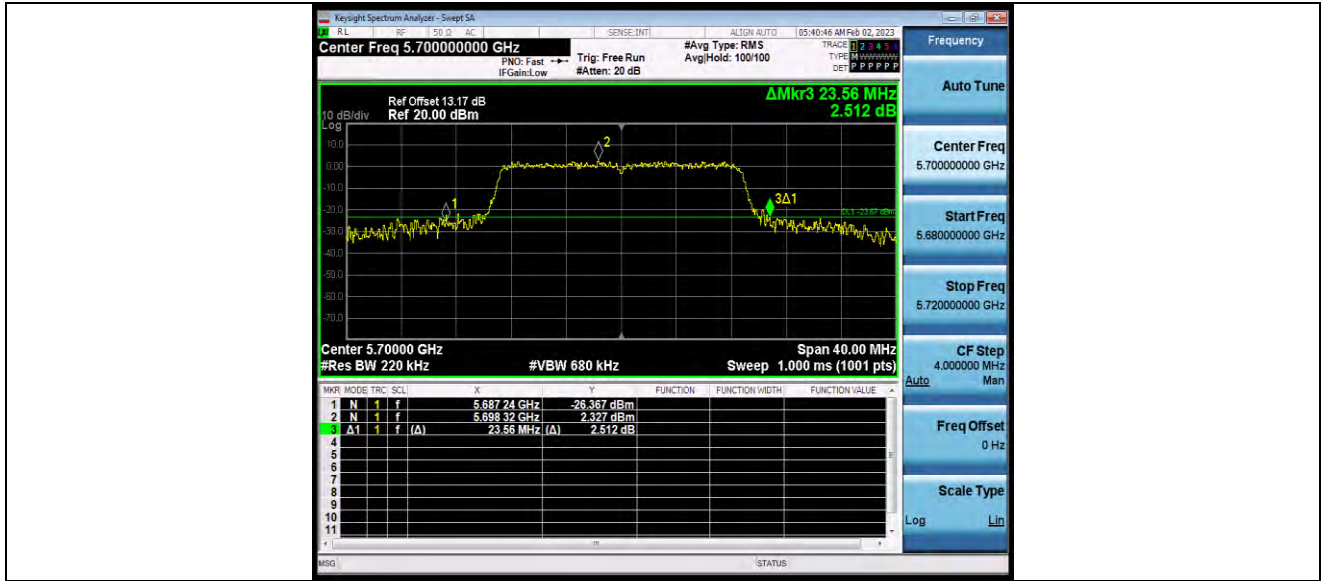 Keysight Spectrum Analyzer - Swept SA
RL RF 50 Ω AC SENSE:INT ALIGN AUTO 05:40:46 AM Feb 02, 2023
Center Freq 5.700000000 GHz #Avg Type: RMS TRACE 1 2 3 4 5 6
PNO: Fast Trig: Free Run Avg|Hold: 100/100 TYPE M WWWWW
IFGain:Low #Atten: 20 dB DET P P P P P P
ΔMkr3 23.56 MHz
2.512 dB
Ref Offset 13.17 dB
10 dB/div Ref 20.00 dBm
Log
10.0
0.00
-10.0
-20.0
-30.0
-40.0
-50.0
-60.0
-70.0
1
2
3Δ1
DL1 -23.67 dBm
Center 5.70000 GHz Span 40.00 MHz
#Res BW 220 kHz #VBW 680 kHz Sweep 1.000 ms (1001 pts)
MKR MODE TRC SCL X Y FUNCTION FUNCTION WIDTH FUNCTION VALUE
1 N 1 f 5.687 24 GHz -26.367 dBm
2 N 1 f 5.698 32 GHz 2.327 dBm
3 Δ1 1 f (Δ) 23.56 MHz (Δ) 2.512 dB
4
5
6
7
8
9
10
11
MSG STATUS
Frequency
Auto Tune
Center Freq
5.700000000 GHz
Start Freq
5.680000000 GHz
Stop Freq
5.720000000 GHz
CF Step
4.000000 MHz
Auto Man
Freq Offset
0 Hz
Scale Type
Log Lin